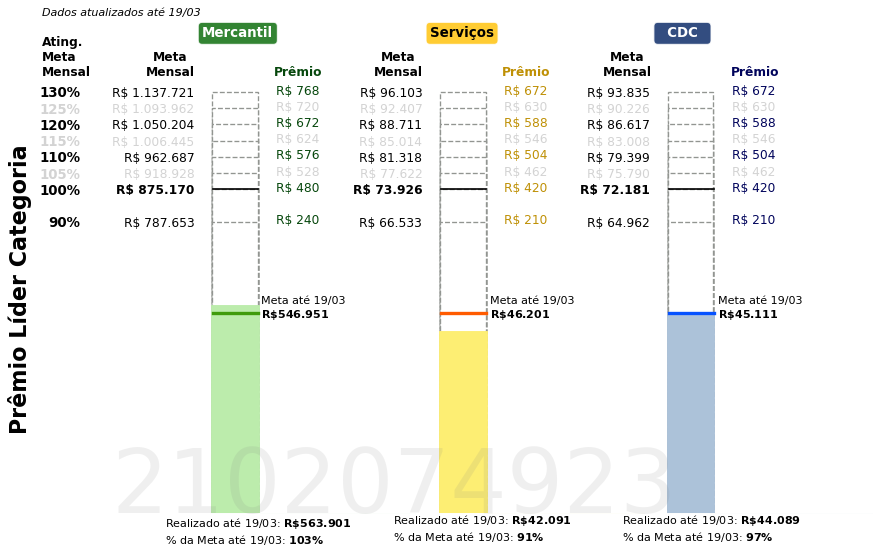 Dados atualizados até 19/03
Mercantil Serviços CDC
Ating.
Meta Meta Meta Meta
Mensal Mensal Prêmio Mensal Prêmio Mensal Prêmio
130% R$ 1.137.721 R$ 768 R$ 96.103 R$ 672 R$ 93.835 R$ 672
125% R$ 1.093.962 R$ 720 R$ 92.407 R$ 630 R$ 90.226 R$ 630
120% R$ 1.050.204 R$ 672 R$ 88.711 R$ 588 R$ 86.617 R$ 588
115% R$ 1.006.445 R$ 624 R$ 85.014 R$ 546 R$ 83.008 R$ 546
110% R$ 962.687 R$ 576 R$ 81.318 R$ 504 R$ 79.399 R$ 504
105% R$ 918.928 R$ 528 R$ 77.622 R$ 462 R$ 75.790 R$ 462
100% R$ 875.170 R$ 480 R$ 73.926 R$ 420 R$ 72.181 R$ 420
90% R$ 787.653 R$ 240 R$ 66.533 R$ 210 R$ 64.962 R$ 210
Prêmio Líder Categoria
Meta até 19/03 Meta até 19/03 Meta até 19/03
R$546.951 R$46.201 R$45.111
2102074923
Realizado até 19/03: R$563.901 Realizado até 19/03: R$42.091 Realizado até 19/03: R$44.089
% da Meta até 19/03: 103% % da Meta até 19/03: 91% % da Meta até 19/03: 97%